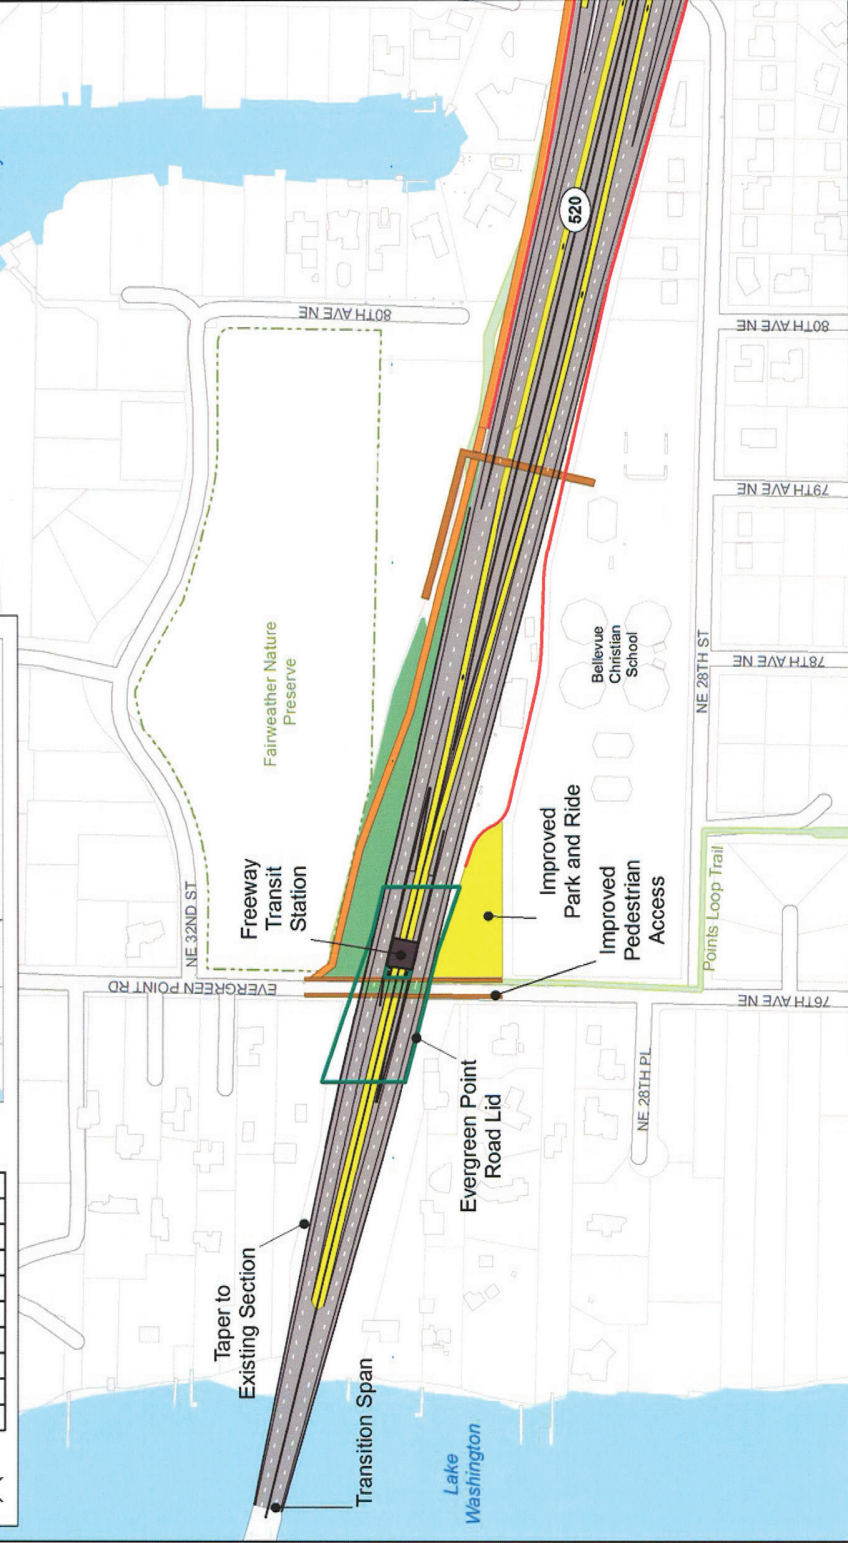 80TH AVE NE
520
80TH AVE NE
79TH AVE NE
Fairweather Nature
Preserve
Bellevue
Christian
School
NE 28TH ST
78TH AVE NE
NE 32ND ST
Freeway
Transit
Station
Improved
Park and Ride
Improved
Pedestrian
Access
Points Loop Trail
EVERGREEN POINT RD
76TH AVE NE
NE 28TH PL
Evergreen Point
Road Lid
Taper to
Existing Section
Transition Span
Lake
Washington